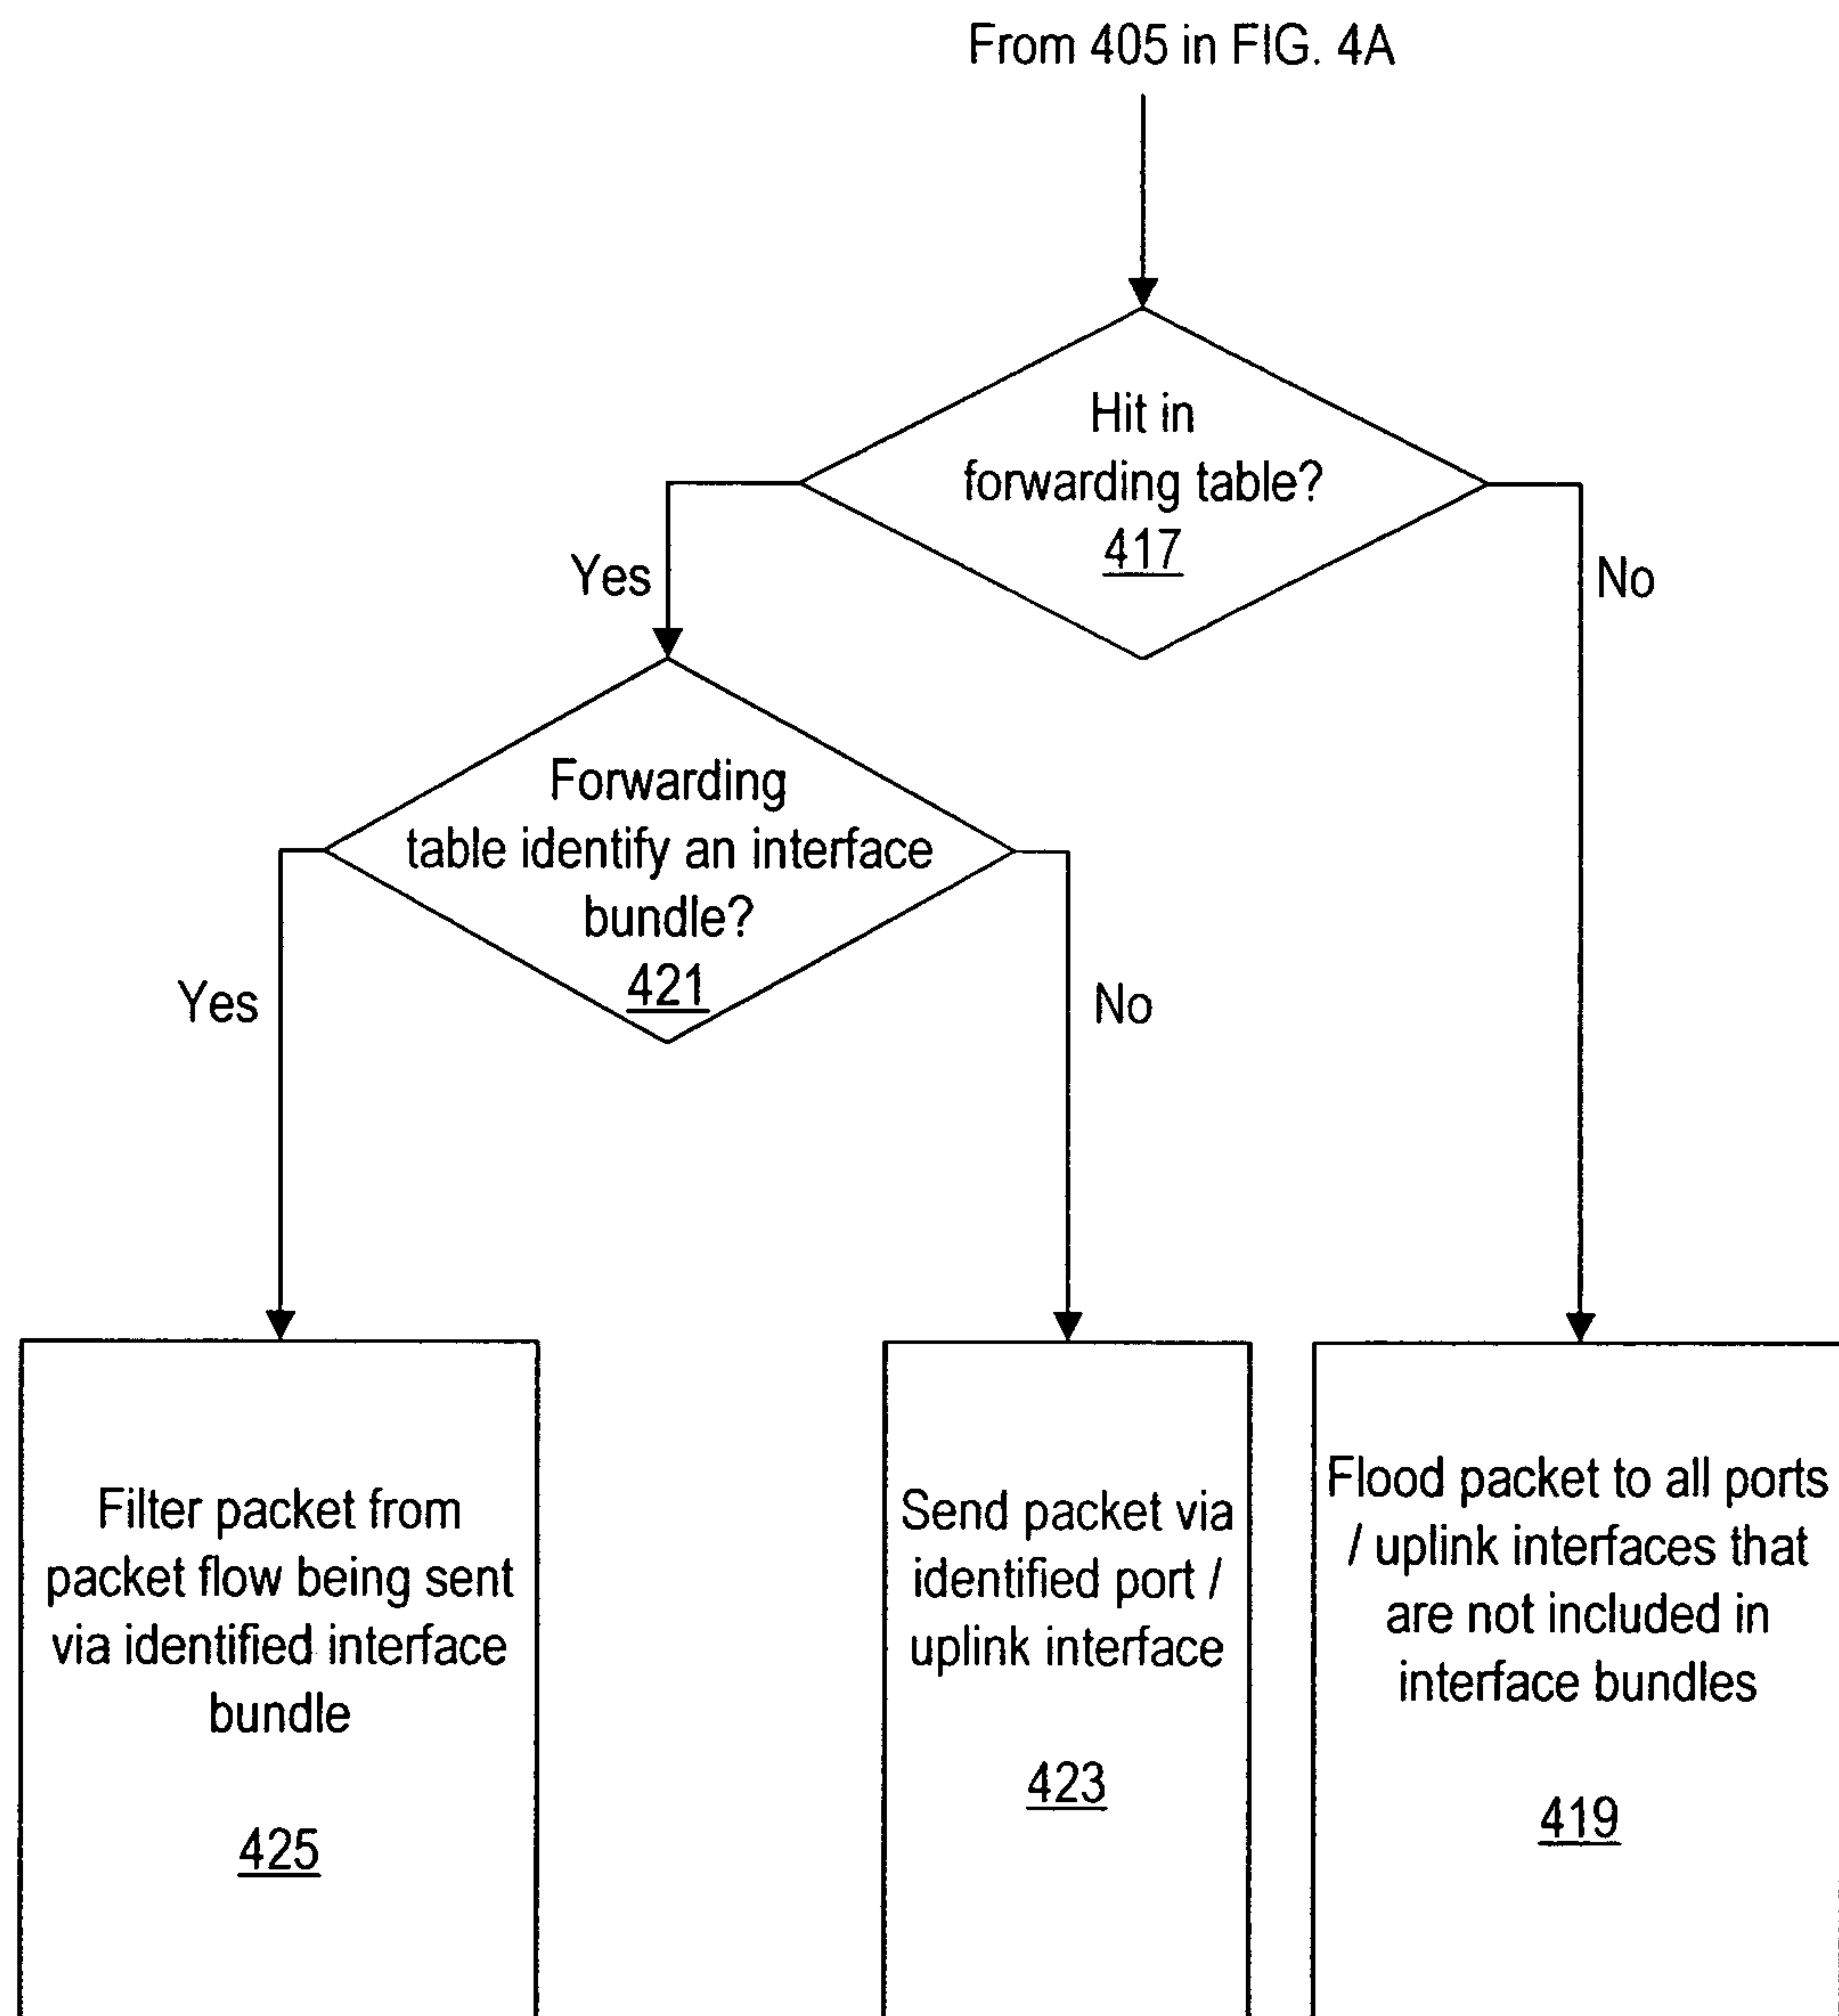 From 405 in FIG. 4A
Hit in
forwarding table?
417
Yes
No
Forwarding
table identify an interface
bundle?
421
Yes
No
Filter packet from
packet flow being sent
via identified interface
bundle
425
Send packet via
identified port /
uplink interface
423
Flood packet to all ports
/ uplink interfaces that
are not included in
interface bundles
419